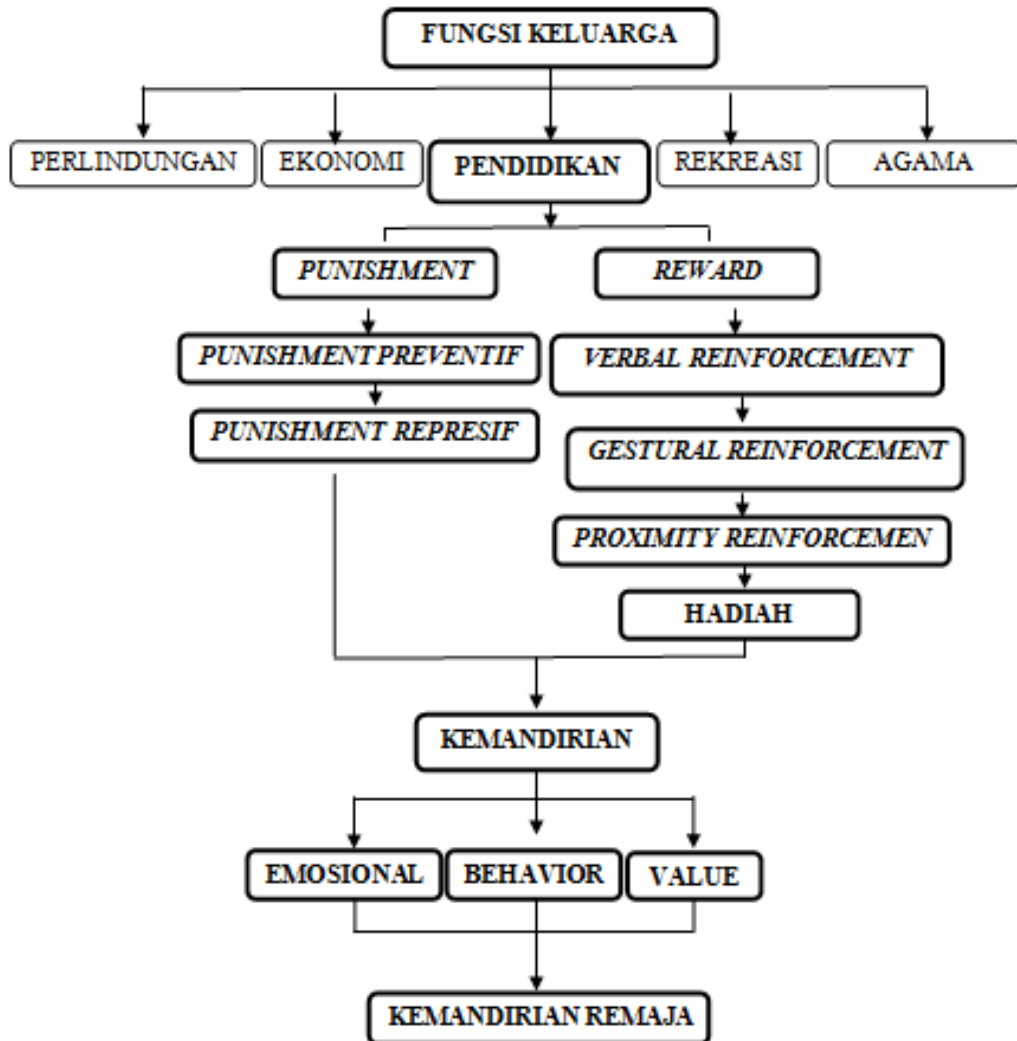 FUNGSI KELUARGA
PERLINDUNGAN
EKONOMI
PENDIDIKAN
REKREASI
AGAMA
PUNISHMENT
REWARD
PUNISHMENT PREVENTIF
VERBAL REINFORCEMENT
PUNISHMENT REPRESIF
GESTURAL REINFORCEMENT
PROXIMITY REINFORCEMEN
HADIAH
KEMANDIRIAN
EMOSIONAL
BEHAVIOR
VALUE
KEMANDIRIAN REMAJA